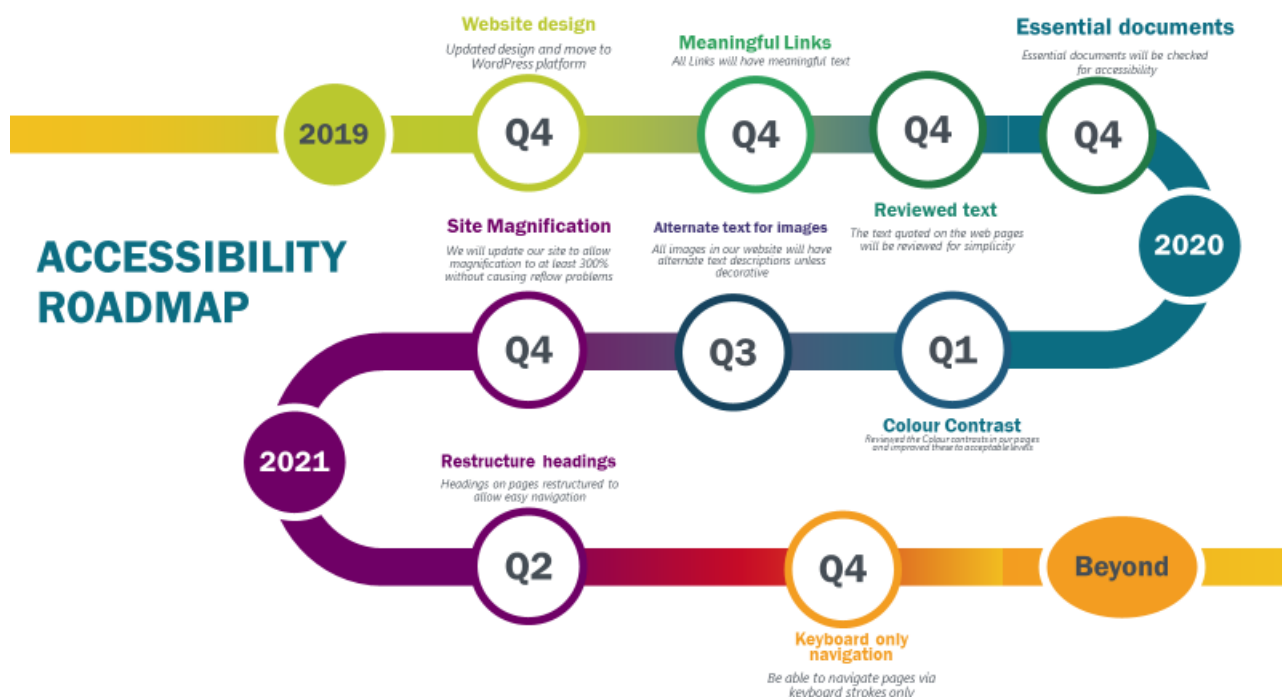 ACCESSIBILITY
ROADMAP
2019
Website design
Updated design and move to
WordPress platform
Q4
Meaningful Links
All Links will have meaningful text
Q4
Q4
Reviewed text
The text quoted on the web pages
will be reviewed for simplicity
Essential documents
Essential documents will be checked
for accessibility
Q4
2020
Q1
Colour Contrast
Reviewed the Colour contrasts in our pages
and improved these to acceptable levels
Alternate text for images
All images in our website will have
alternate text descriptions unless
decorative
Q3
Site Magnification
We will update our site to allow
magnification to at least 300%
without causing reflow problems
Q4
2021
Restructure headings
Headings on pages restructured to
allow easy navigation
Q2
Q4
Keyboard only
navigation
Be able to navigate pages via
keyboard strokes only
Beyond